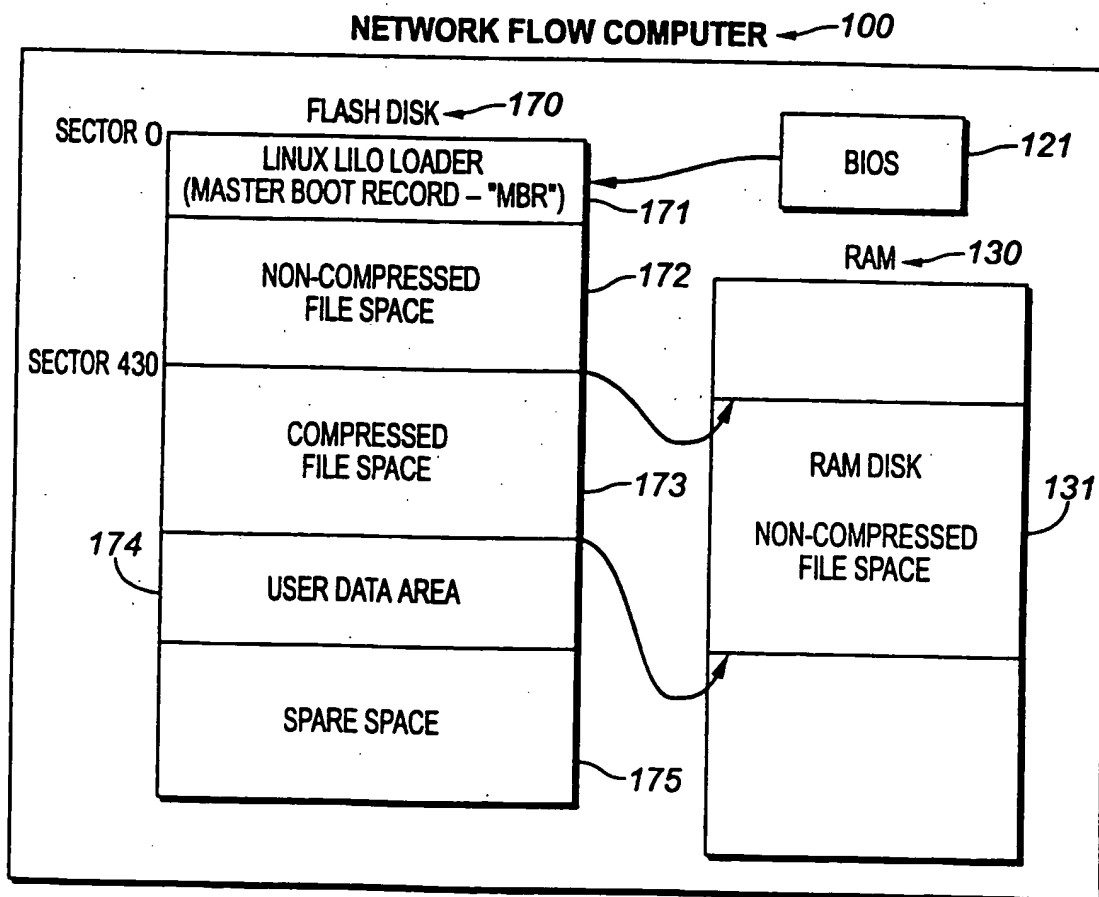 NETWORK FLOW COMPUTER 100
FLASH DISK 170
SECTOR 0
LINUX LILO LOADER
(MASTER BOOT RECORD – "MBR")
171
BIOS
121
NON-COMPRESSED
FILE SPACE
172
RAM 130
SECTOR 430
COMPRESSED
FILE SPACE
173
RAM DISK
NON-COMPRESSED
FILE SPACE
131
174
USER DATA AREA
SPARE SPACE
175